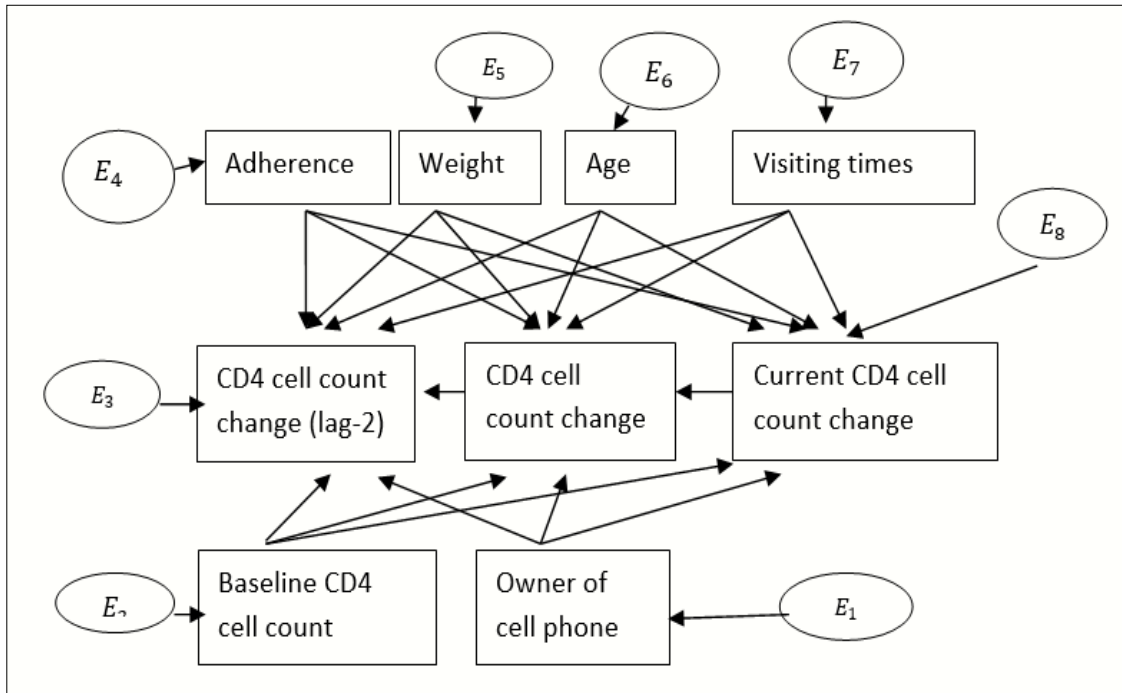 E₅
E₆
E₇
E₄
Adherence
Weight
Age
Visiting times
E₈
E₃
CD4 cell count
change (lag-2)
CD4 cell
count change
Current CD4 cell
count change
Baseline CD4
cell count
Owner of
cell phone
E₁